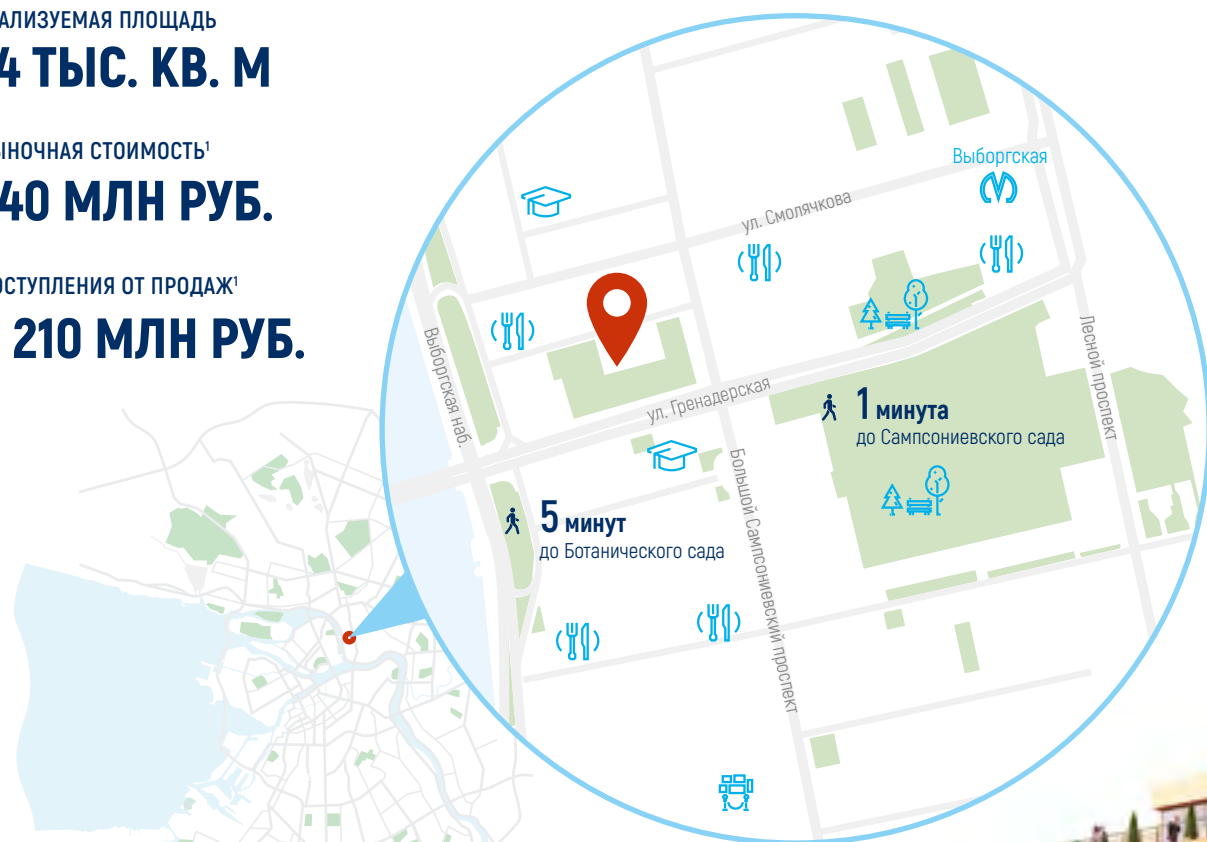 АЛИЗУЕМАЯ ПЛОЩАДЬ
4 ТЫС. КВ. М
ЫНОЧНАЯ СТОИМОСТЬ¹
40 МЛН РУБ.
ОСТУПЛЕНИЯ ОТ ПРОДАЖ¹
210 МЛН РУБ.
Выборгская
ул. Смолячкова
Выборгская наб.
ул. Гренадерская
Лесной проспект
1 минута
до Сампсониевского сада
Большой Сампсониевский проспект
5 минут
до Ботанического сада